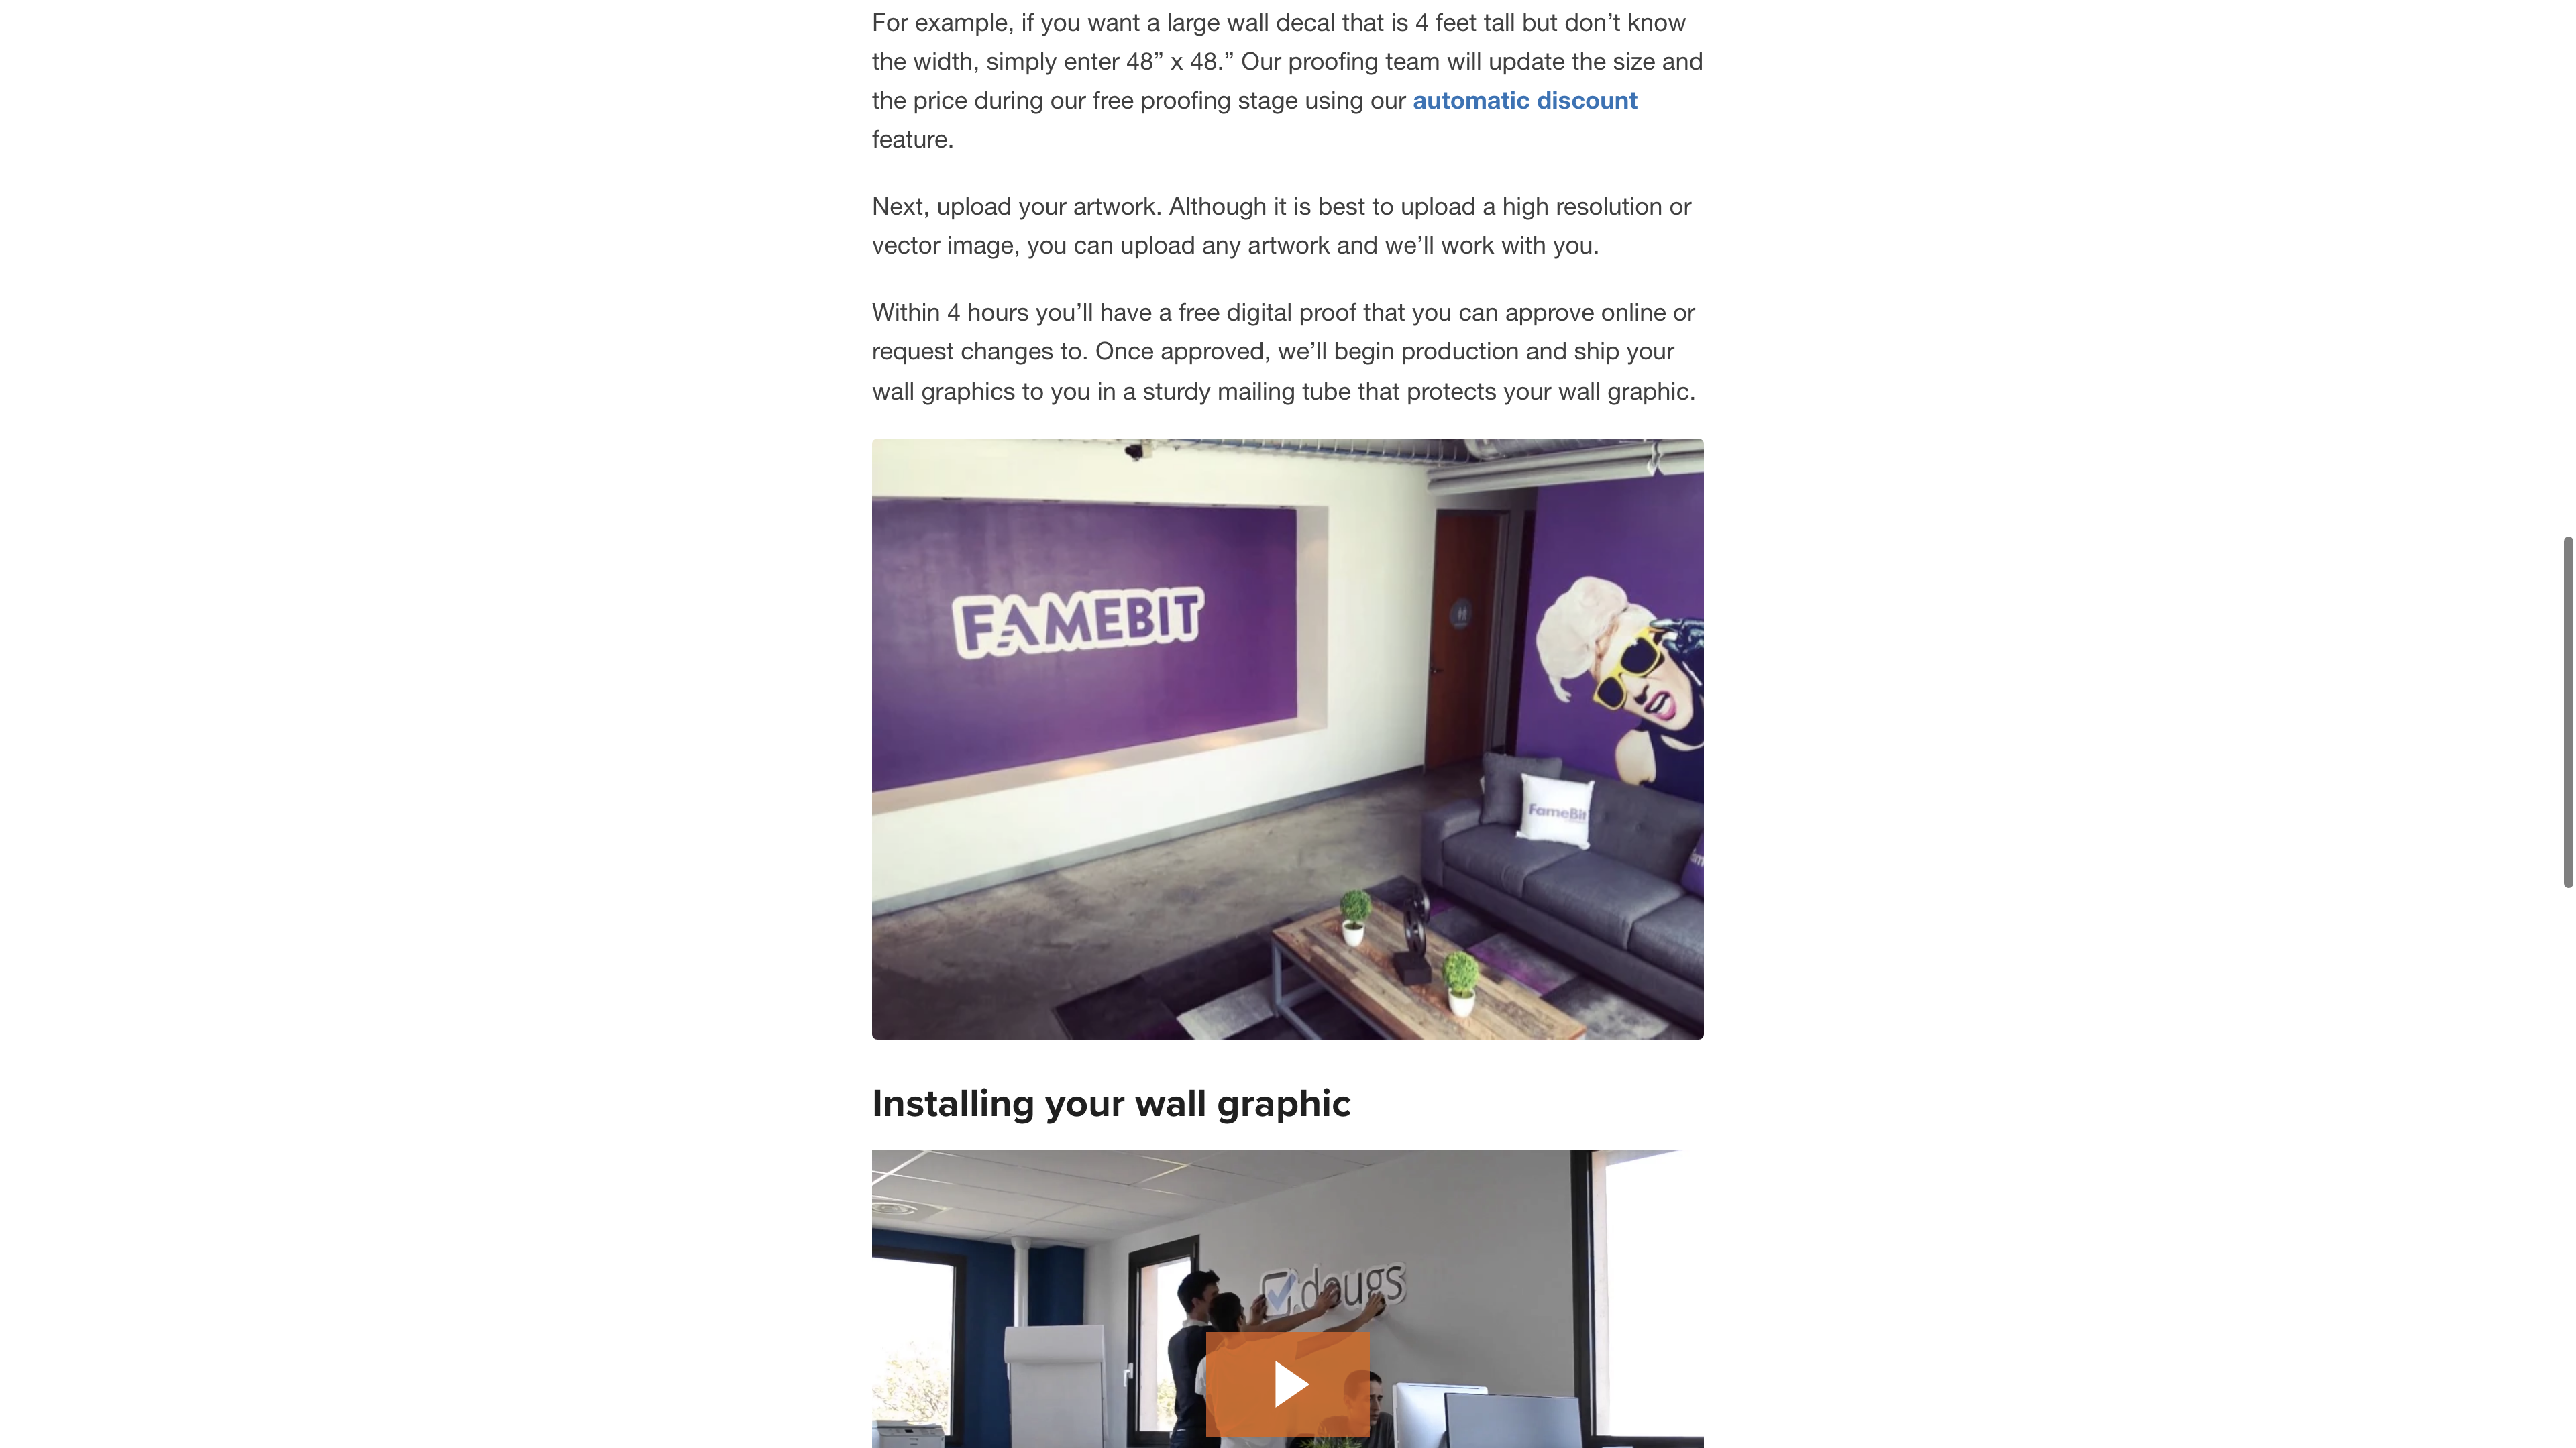 For example, if you want a large wall decal that is 4 feet tall but don’t know
the width, simply enter 48” x 48.” Our proofing team will update the size and
the price during our free proofing stage using our automatic discount
feature.
Next, upload your artwork. Although it is best to upload a high resolution or
vector image, you can upload any artwork and we’ll work with you.
Within 4 hours you’ll have a free digital proof that you can approve online or
request changes to. Once approved, we’ll begin production and ship your
wall graphics to you in a sturdy mailing tube that protects your wall graphic.
FAMEBIT
FameBit
Installing your wall graphic
dougs